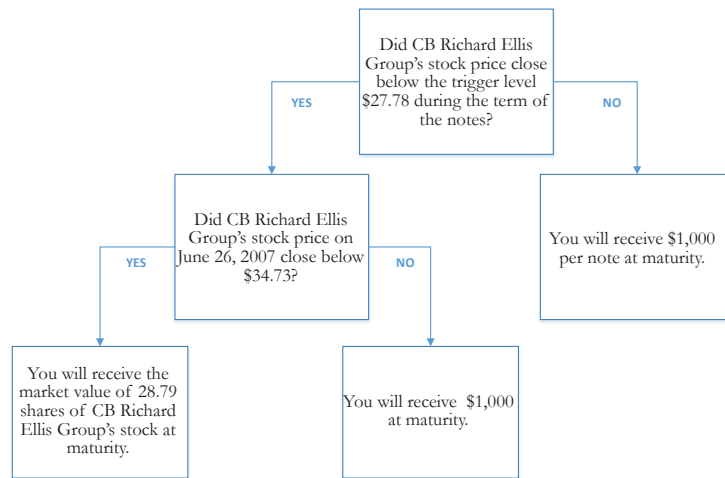 Did CB Richard Ellis
Group's stock price close
below the trigger level
$27.78 during the term of
the notes?
YES
NO
Did CB Richard Ellis
Group's stock price on
June 26, 2007 close below
$34.73?
You will receive $1,000
per note at maturity.
YES
NO
You will receive the
market value of 28.79
shares of CB Richard
Ellis Group's stock at
maturity.
You will receive $1,000
at maturity.